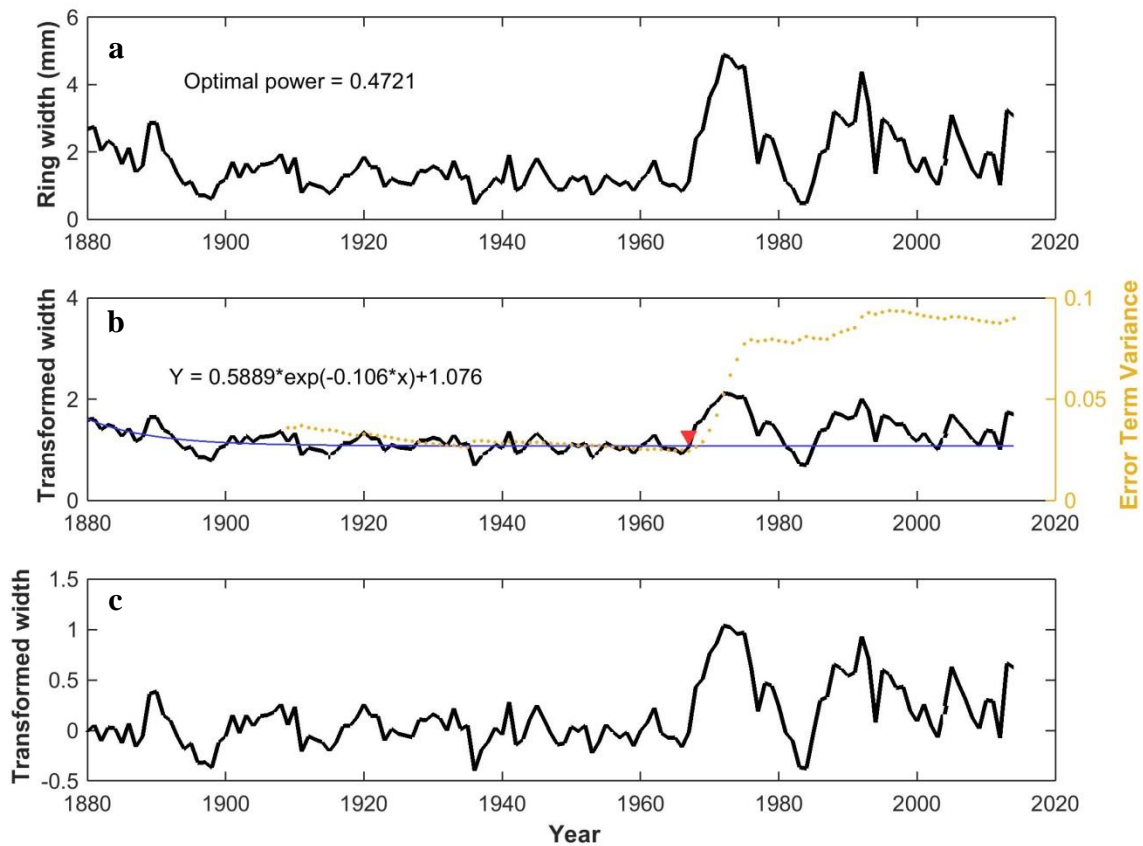 a
Optimal power = 0.4721
Ring width (mm)
6
4
2
0
1880 1900 1920 1940 1960 1980 2000 2020
b
Y = 0.5889*exp(-0.106*x)+1.076
Transformed width
4
2
1
0
0.1
0.05
0
Error Term Variance
1880 1900 1920 1940 1960 1980 2000 2020
c
Transformed width
1.5
1
0.5
0
-0.5
1880 1900 1920 1940 1960 1980 2000 2020
Year